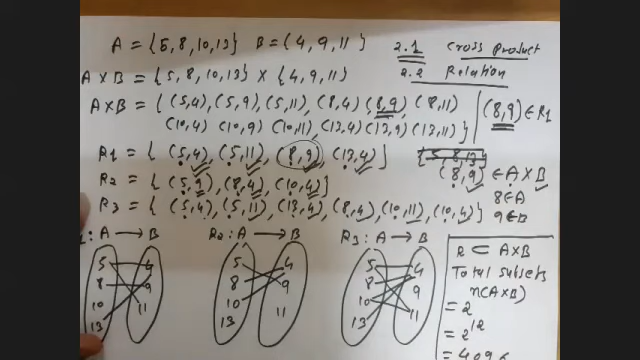 A = {5,8,10,13} B = {4,9,11}
2.1 Cross Product
2.2 Relation
A×B = {5,8,10,13} × {4,9,11}
A×B = { (5,4), (5,9), (5,11), (8,4) (8,9) (8,11)
(10,4) (10,9) (10,11), (13,4) (13,9) (13,11) }
(8,9) ∈ R1
R1 = { (5,4), (5,11), (8,9), (13,4) }
(8,9) ∈ A×B
R2 = { (5,9), (8,4), (10,4) }
8∈A
R3 = { (5,4), (5,11), (13,4), (8,4), (10,11), (10,4) }
9∈B
: A → B
5 8 10 13
4 9 11
R2 : A → B
5 8 10 13
4 9 11
R3 : A → B
5 8 10 13
4 9 11
R ⊂ A×B
Total subsets
n(A×B)
= 2
= 2¹²
= 4096